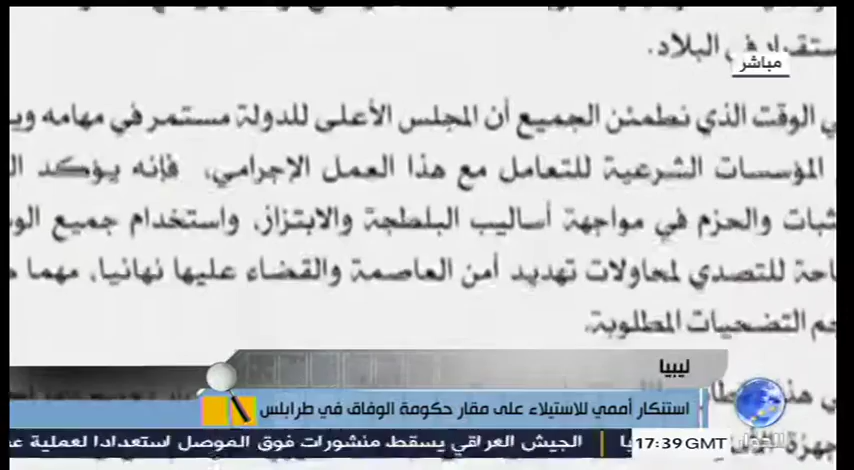 ستقرار في البلاد.
مباشر
الوقت الذي نطمئن الجميع أن المجلس الأعلى للدولة مستمر في مهامه
المؤسسات الشرعية للتعامل مع هذا العمل الإجرامي، فإنه يؤكد
والحزم في مواجهة أساليب البلطجة والابتزاز، واستخدام جميع
للتصدي لمحاولات تهديد أمن العاصمة والقضاء عليها نهائيا، مهما
التضحيات المطلوبة.
ليبيا
استنكار أممي للاستيلاء على مقار حكومة الوفاق في طرابلس
17:39 GMT
الجيش العراقي يسقط منشورات فوق الموصل استعدادا لعملية
الحوار